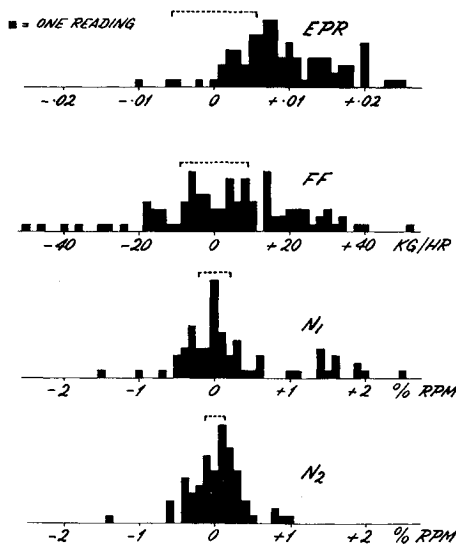 ■ = ONE READING
EPR
-.02 -.01 0 +.01 +.02
FF
-40 -20 0 +20 +40 KG/HR
N1
-2 -1 0 +1 +2 % RPM
N2
-2 -1 0 +1 +2 % RPM